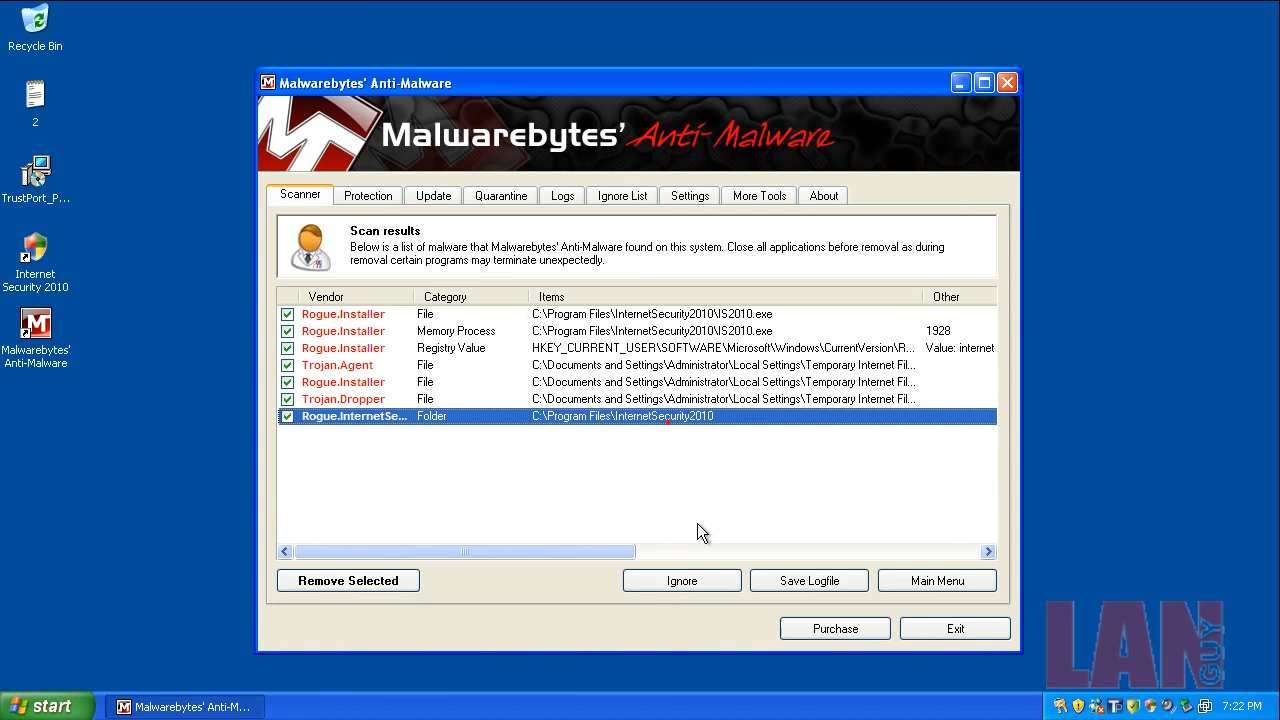 Recycle Bin
2
TrustPort_P...
Internet
Security 2010
Malwarebytes'
Anti-Malware
Malwarebytes' Anti-Malware
Malwarebytes' Anti-Malware
Scanner Protection Update Quarantine Logs Ignore List Settings More Tools About
Scan results
Below is a list of malware that Malwarebytes' Anti-Malware found on this system. Close all applications before removal as during
removal certain programs may terminate unexpectedly.
Vendor Category Items Other
Rogue.Installer File C:\Program Files\InternetSecurity2010\IS2010.exe
Rogue.Installer Memory Process C:\Program Files\InternetSecurity2010\IS2010.exe 1928
Rogue.Installer Registry Value HKEY_CURRENT_USER\SOFTWARE\Microsoft\Windows\CurrentVersion\R... Value: internet
Trojan.Agent File C:\Documents and Settings\Administrator\Local Settings\Temporary Internet Fil...
Rogue.Installer File C:\Documents and Settings\Administrator\Local Settings\Temporary Internet Fil...
Trojan.Dropper File C:\Documents and Settings\Administrator\Local Settings\Temporary Internet Fil...
Rogue.InternetSe... Folder C:\Program Files\InternetSecurity2010
Remove Selected Ignore Save Logfile Main Menu
Purchase Exit
LAN GUY
start Malwarebytes' Anti-M... 7:22 PM